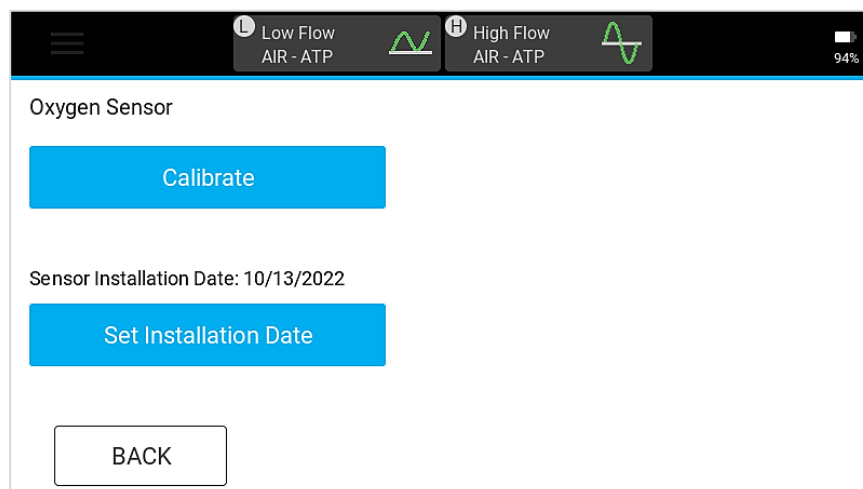 L Low Flow
AIR - ATP
H High Flow
AIR - ATP
94%
Oxygen Sensor
Calibrate
Sensor Installation Date: 10/13/2022
Set Installation Date
BACK